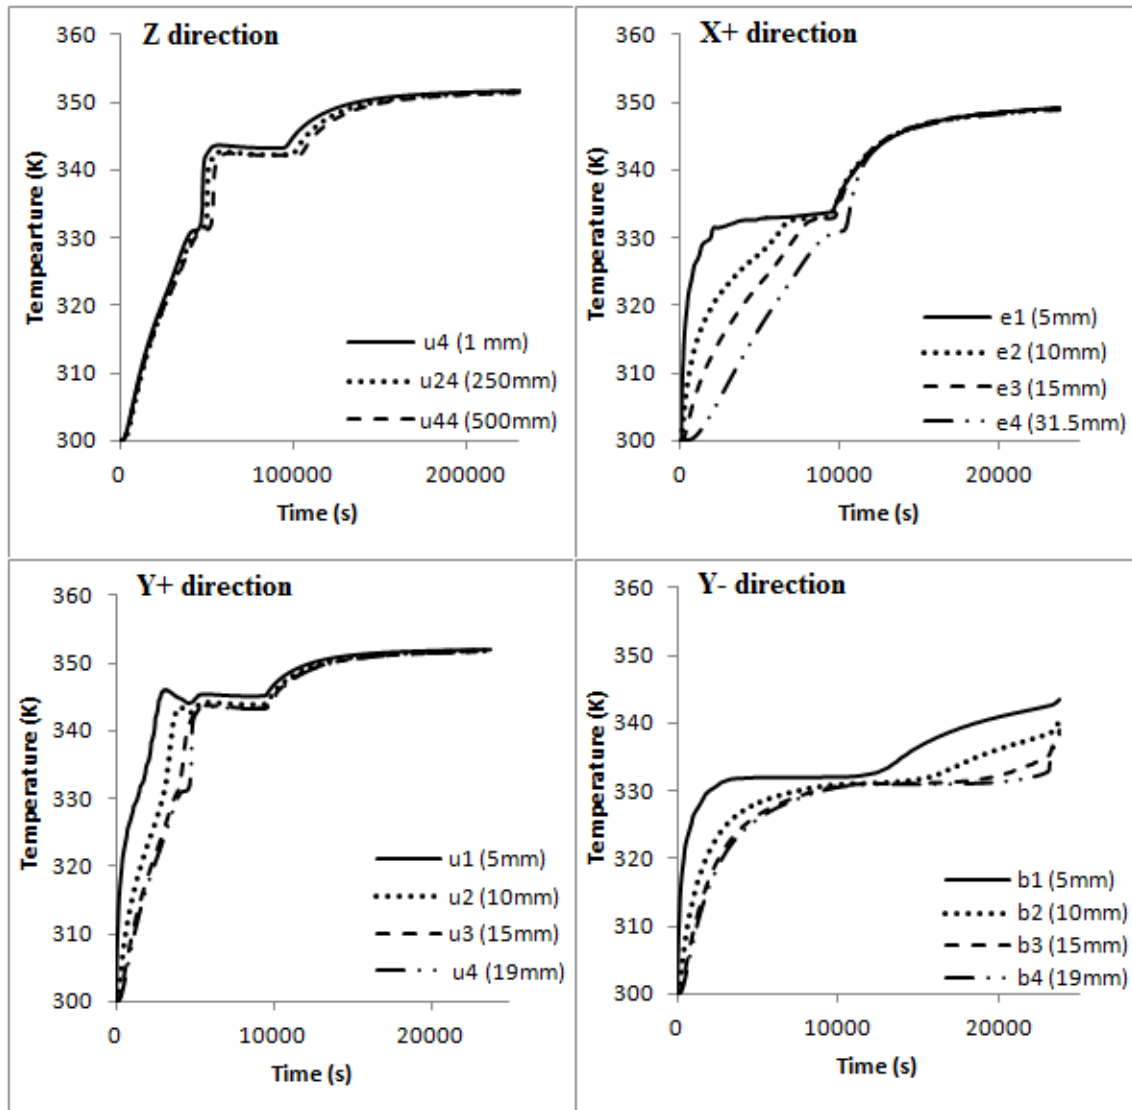 Z direction
Tempearture (K)
360
350
340
330
320
310
300
0
100000
200000
Time (s)
u4 (1 mm)
u24 (250mm)
u44 (500mm)
X+ direction
Temperature (K)
360
350
340
330
320
310
300
0
10000
20000
Time (s)
e1 (5mm)
e2 (10mm)
e3 (15mm)
e4 (31.5mm)
Y+ direction
Temperature (K)
360
350
340
330
320
310
300
0
10000
20000
Time (s)
u1 (5mm)
u2 (10mm)
u3 (15mm)
u4 (19mm)
Y- direction
Temperature (K)
360
350
340
330
320
310
300
0
10000
20000
Time (s)
b1 (5mm)
b2 (10mm)
b3 (15mm)
b4 (19mm)